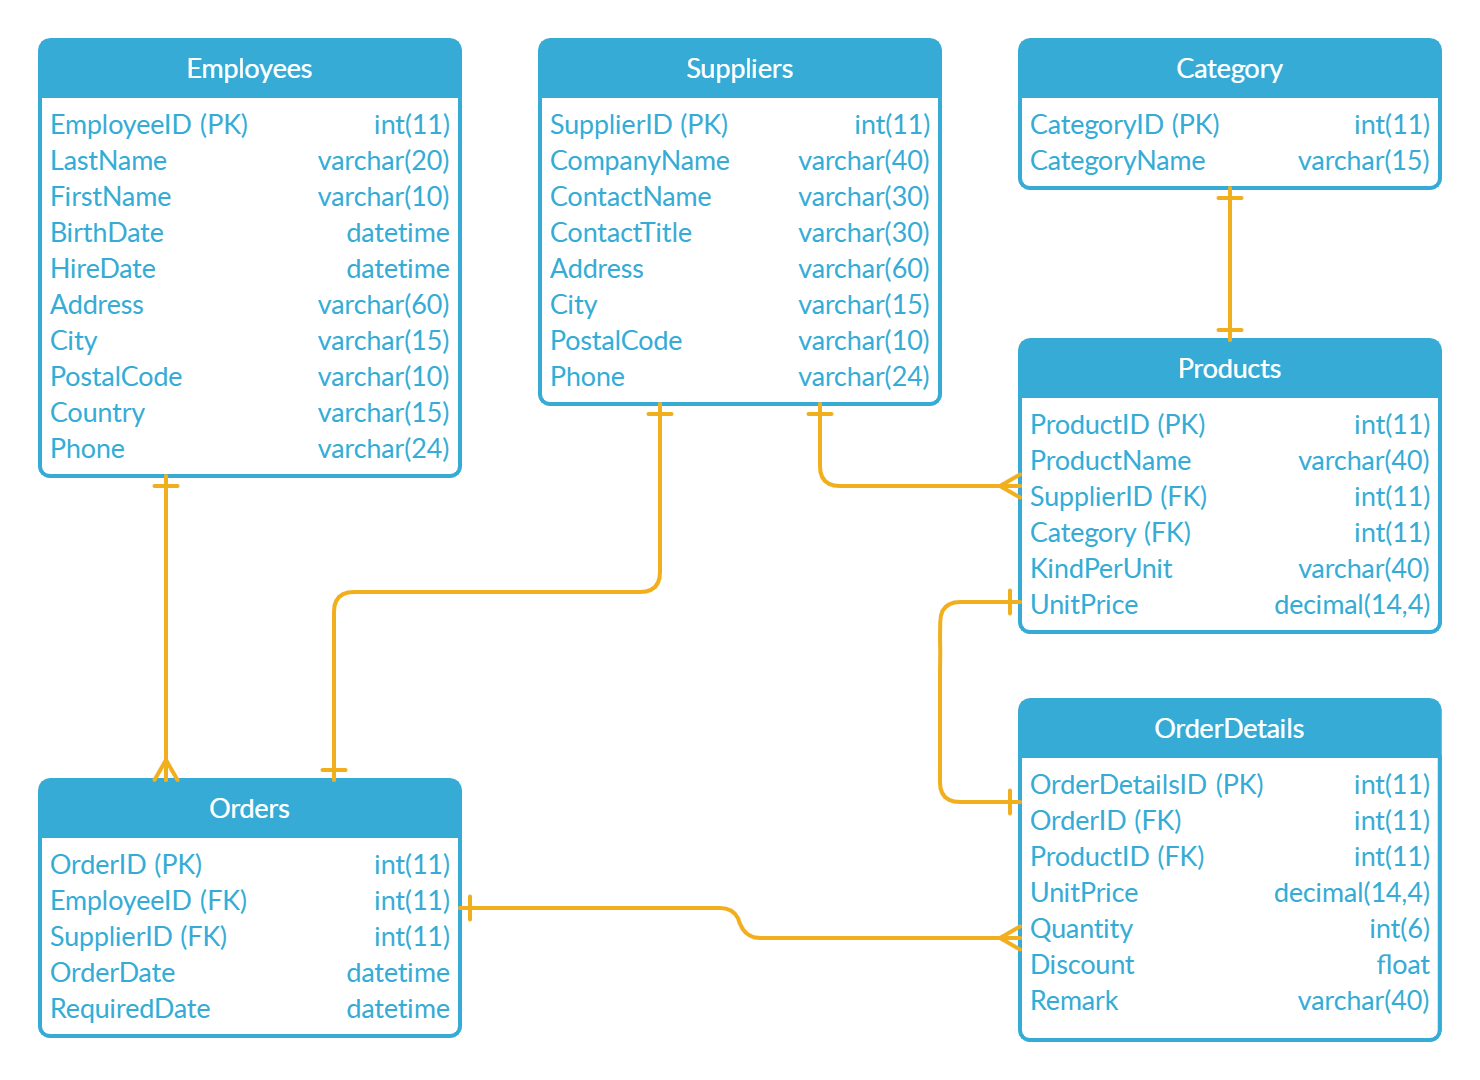 Employees
EmployeeID (PK) int(11)
LastName varchar(20)
FirstName varchar(10)
BirthDate datetime
HireDate datetime
Address varchar(60)
City varchar(15)
PostalCode varchar(10)
Country varchar(15)
Phone varchar(24)
Suppliers
SupplierID (PK) int(11)
CompanyName varchar(40)
ContactName varchar(30)
ContactTitle varchar(30)
Address varchar(60)
City varchar(15)
PostalCode varchar(10)
Phone varchar(24)
Category
CategoryID (PK) int(11)
CategoryName varchar(15)
Products
ProductID (PK) int(11)
ProductName varchar(40)
SupplierID (FK) int(11)
Category (FK) int(11)
KindPerUnit varchar(40)
UnitPrice decimal(14,4)
Orders
OrderID (PK) int(11)
EmployeeID (FK) int(11)
SupplierID (FK) int(11)
OrderDate datetime
RequiredDate datetime
OrderDetails
OrderDetailsID (PK) int(11)
OrderID (FK) int(11)
ProductID (FK) int(11)
UnitPrice decimal(14,4)
Quantity int(6)
Discount float
Remark varchar(40)